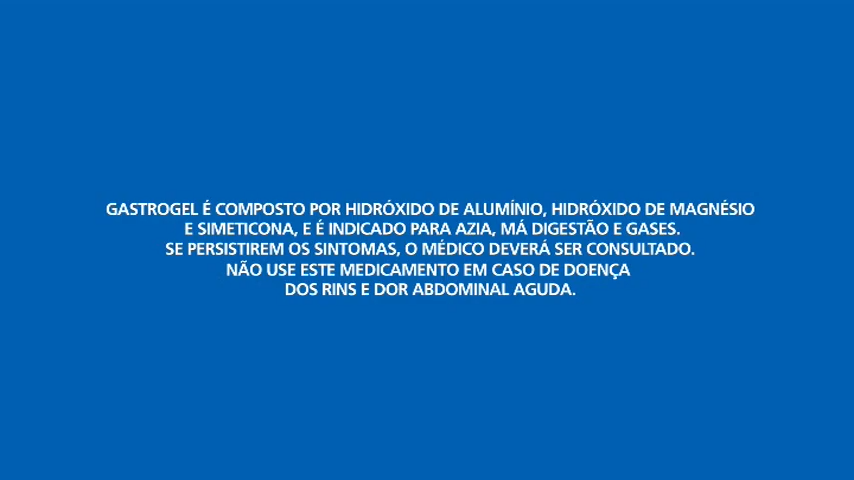 GASTROGEL É COMPOSTO POR HIDRÓXIDO DE ALUMÍNIO, HIDRÓXIDO DE MAGNÉSIO
E SIMETICONA, E É INDICADO PARA AZIA, MÁ DIGESTÃO E GASES.
SE PERSISTIREM OS SINTOMAS, O MÉDICO DEVERÁ SER CONSULTADO.
NÃO USE ESTE MEDICAMENTO EM CASO DE DOENÇA
DOS RINS E DOR ABDOMINAL AGUDA.